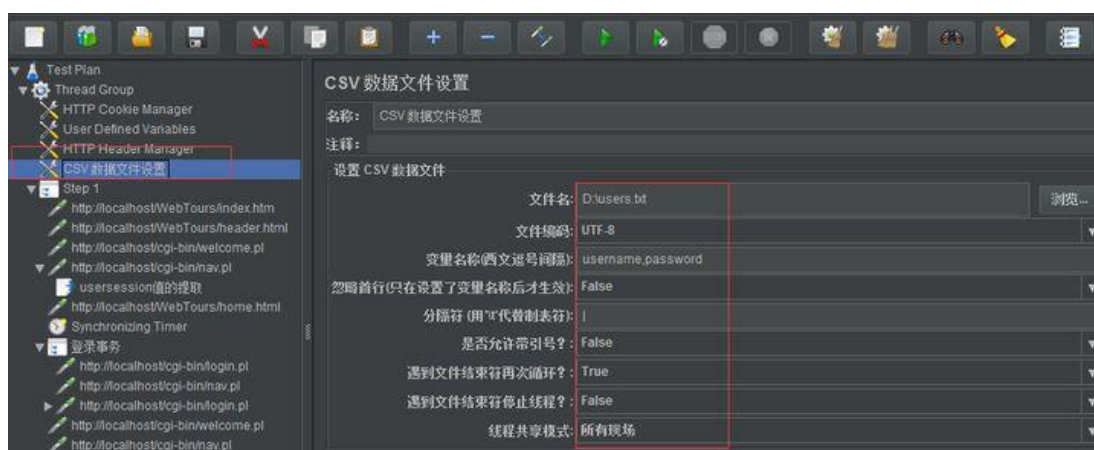 Test Plan
Thread Group
HTTP Cookie Manager
User Defined Variables
HTTP Header Manager
CSV 数据文件设置
Step 1
http://localhost/WebTours/index.htm
http://localhost/WebTours/header.html
http://localhost/cgi-bin/welcome.pl
http://localhost/cgi-bin/nav.pl
usersession值的提取
http://localhost/WebTours/home.html
Synchronizing Timer
登录事务
http://localhost/cgi-bin/login.pl
http://localhost/cgi-bin/nav.pl
http://localhost/cgi-bin/login.pl
http://localhost/cgi-bin/welcome.pl
http://localhost/cgi-bin/nav.pl
CSV 数据文件设置
名称: CSV 数据文件设置
注释:
设置 CSV 数据文件
文件名: D:\users.txt 浏览...
文件编码: UTF-8
变量名称(西文逗号间隔): username,password
忽略首行(只在设置了变量名称后才生效): False
分隔符 (用'\t'代替制表符): |
是否允许带引号?: False
遇到文件结束符再次循环?: True
遇到文件结束符停止线程?: False
线程共享模式: 所有现场